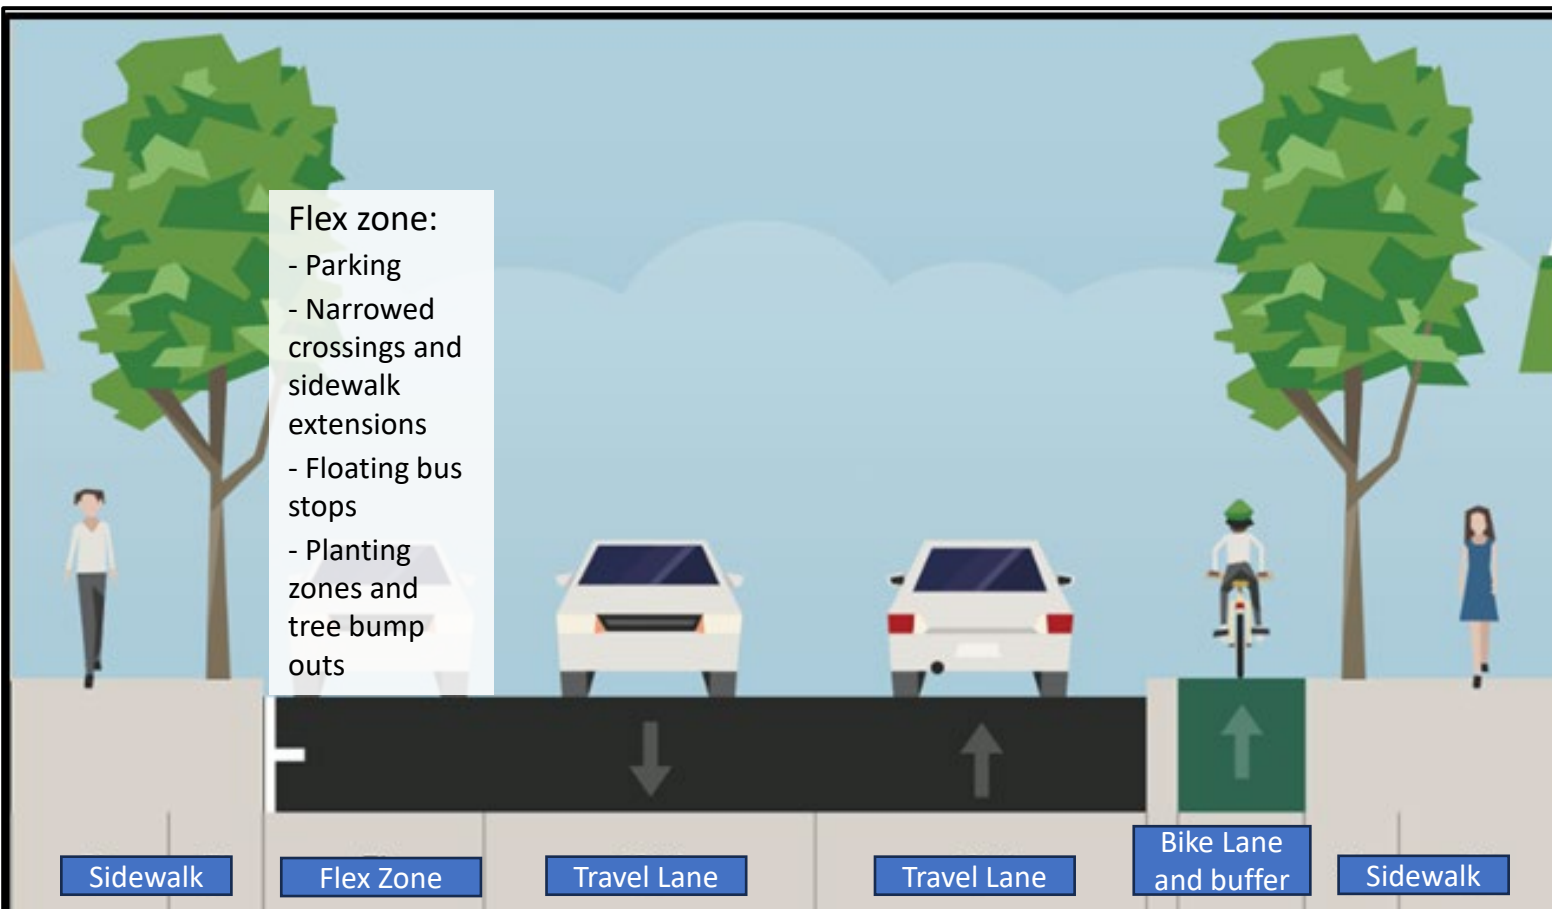 Flex zone:
- Parking
- Narrowed
crossings and
sidewalk
extensions
- Floating bus
stops
- Planting
zones and
tree bump
outs
Sidewalk
Flex Zone
Travel Lane
Travel Lane
Bike Lane
and buffer
Sidewalk